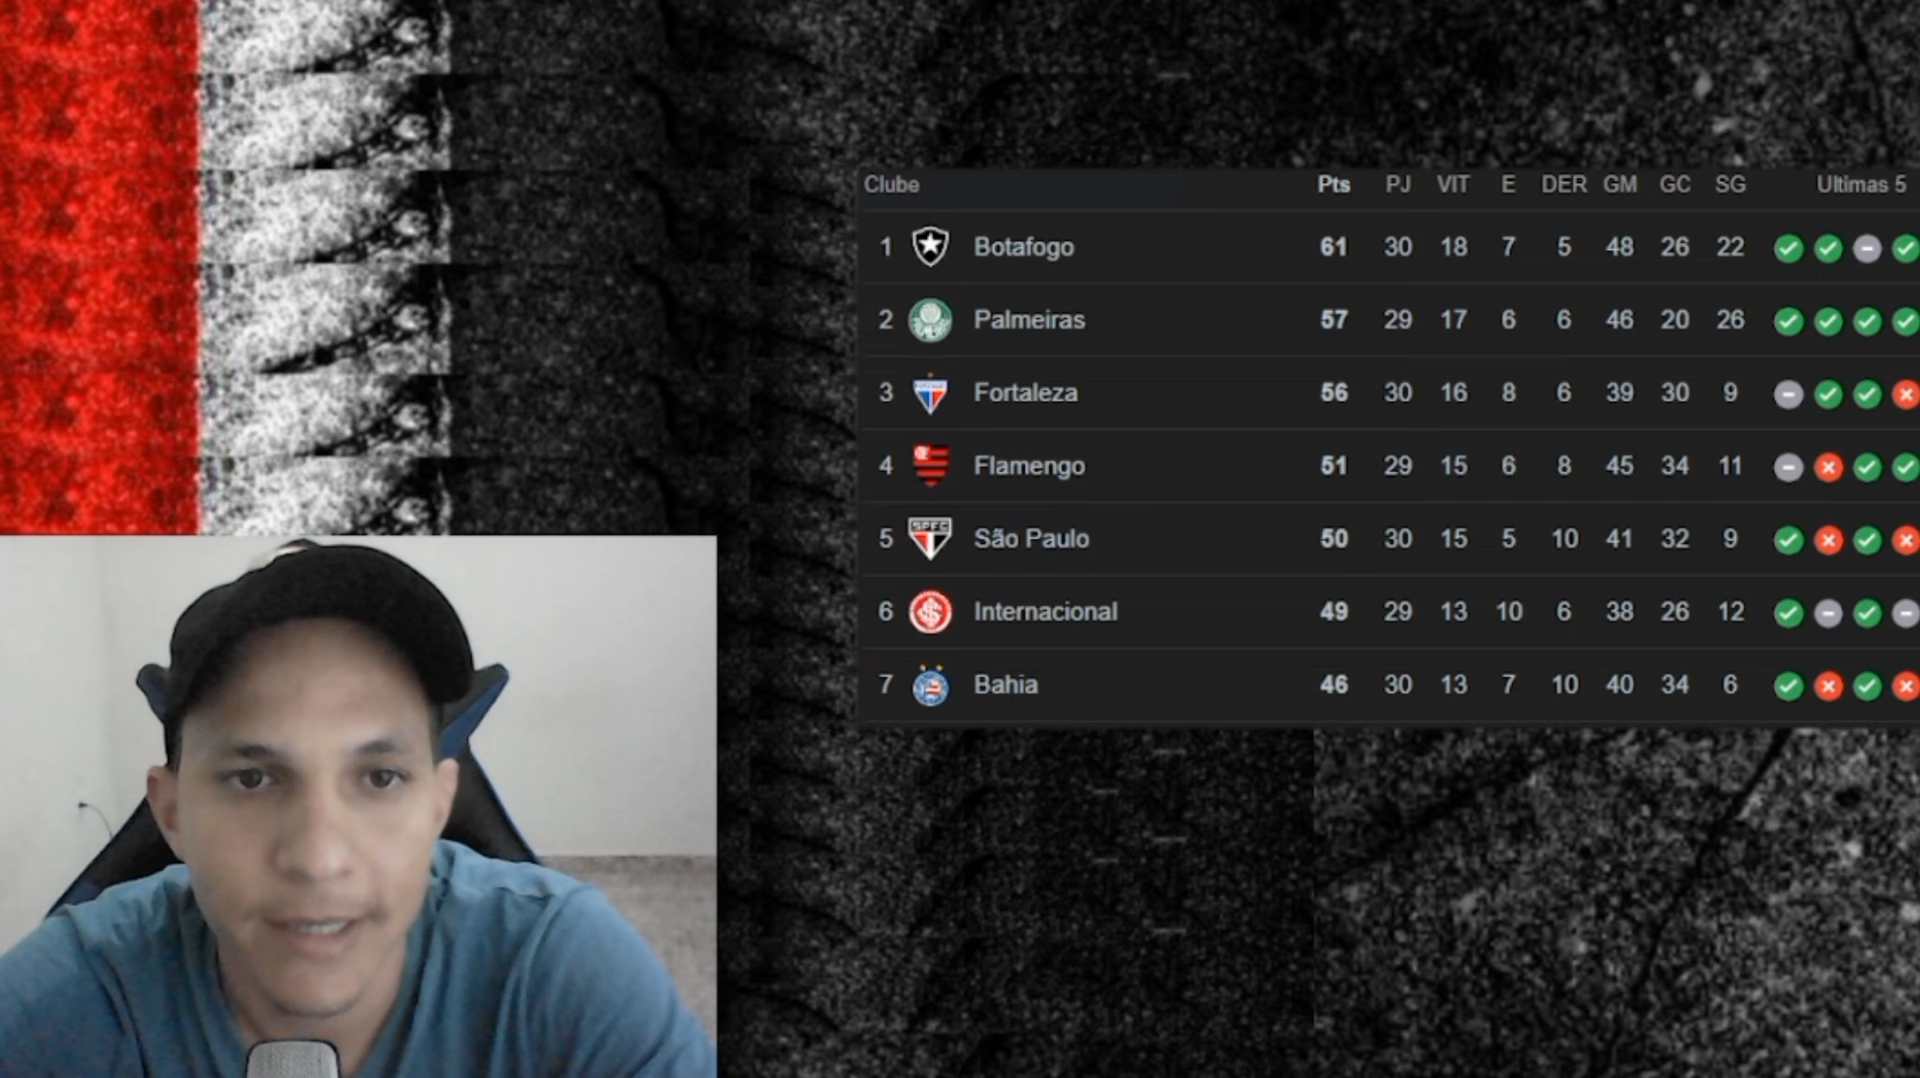 Clube Pts PJ VIT E DER GM GC SG Ultimas 5
1 Botafogo 61 30 18 7 5 48 26 22
2 Palmeiras 57 29 17 6 6 46 20 26
3 Fortaleza 56 30 16 8 6 39 30 9
4 Flamengo 51 29 15 6 8 45 34 11
5 SPFC São Paulo 50 30 15 5 10 41 32 9
6 Internacional 49 29 13 10 6 38 26 12
7 Bahia 46 30 13 7 10 40 34 6